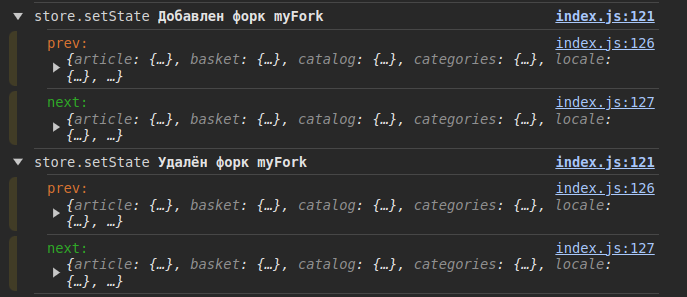 ▼ store.setState Добавлен форк myFork index.js:121
prev: index.js:126
▶ {article: {…}, basket: {…}, catalog: {…}, categories: {…}, locale:
{…}, …}
next: index.js:127
▶ {article: {…}, basket: {…}, catalog: {…}, categories: {…}, locale:
{…}, …}
▼ store.setState Удалён форк myFork index.js:121
prev: index.js:126
▶ {article: {…}, basket: {…}, catalog: {…}, categories: {…}, locale:
{…}, …}
next: index.js:127
▶ {article: {…}, basket: {…}, catalog: {…}, categories: {…}, locale:
{…}, …}